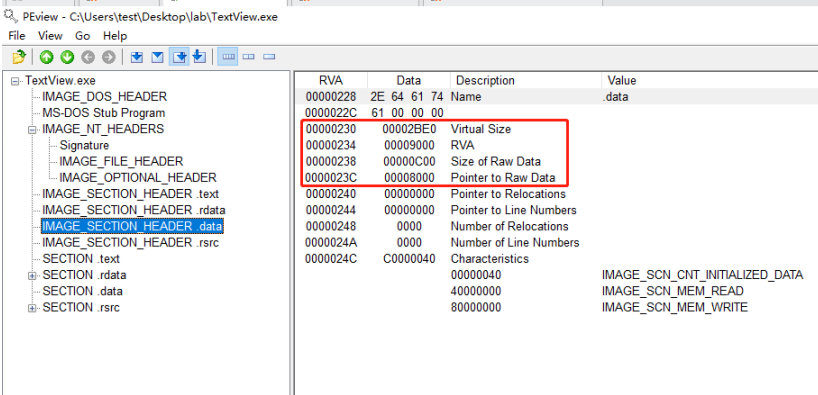 PEview - C:\Users\test\Desktop\lab\TextView.exe
File View Go Help
TextView.exe
IMAGE_DOS_HEADER
MS-DOS Stub Program
IMAGE_NT_HEADERS
Signature
IMAGE_FILE_HEADER
IMAGE_OPTIONAL_HEADER
IMAGE_SECTION_HEADER .text
IMAGE_SECTION_HEADER .rdata
IMAGE_SECTION_HEADER .data
IMAGE_SECTION_HEADER .rsrc
SECTION .text
SECTION .rdata
SECTION .data
SECTION .rsrc
RVA Data Description Value
00000228 2E 64 61 74 Name .data
0000022C 61 00 00 00
00000230 00002BE0 Virtual Size
00000234 00009000 RVA
00000238 00000C00 Size of Raw Data
0000023C 00008000 Pointer to Raw Data
00000240 00000000 Pointer to Relocations
00000244 00000000 Pointer to Line Numbers
00000248 0000 Number of Relocations
0000024A 0000 Number of Line Numbers
0000024C C0000040 Characteristics
00000040 IMAGE_SCN_CNT_INITIALIZED_DATA
40000000 IMAGE_SCN_MEM_READ
80000000 IMAGE_SCN_MEM_WRITE